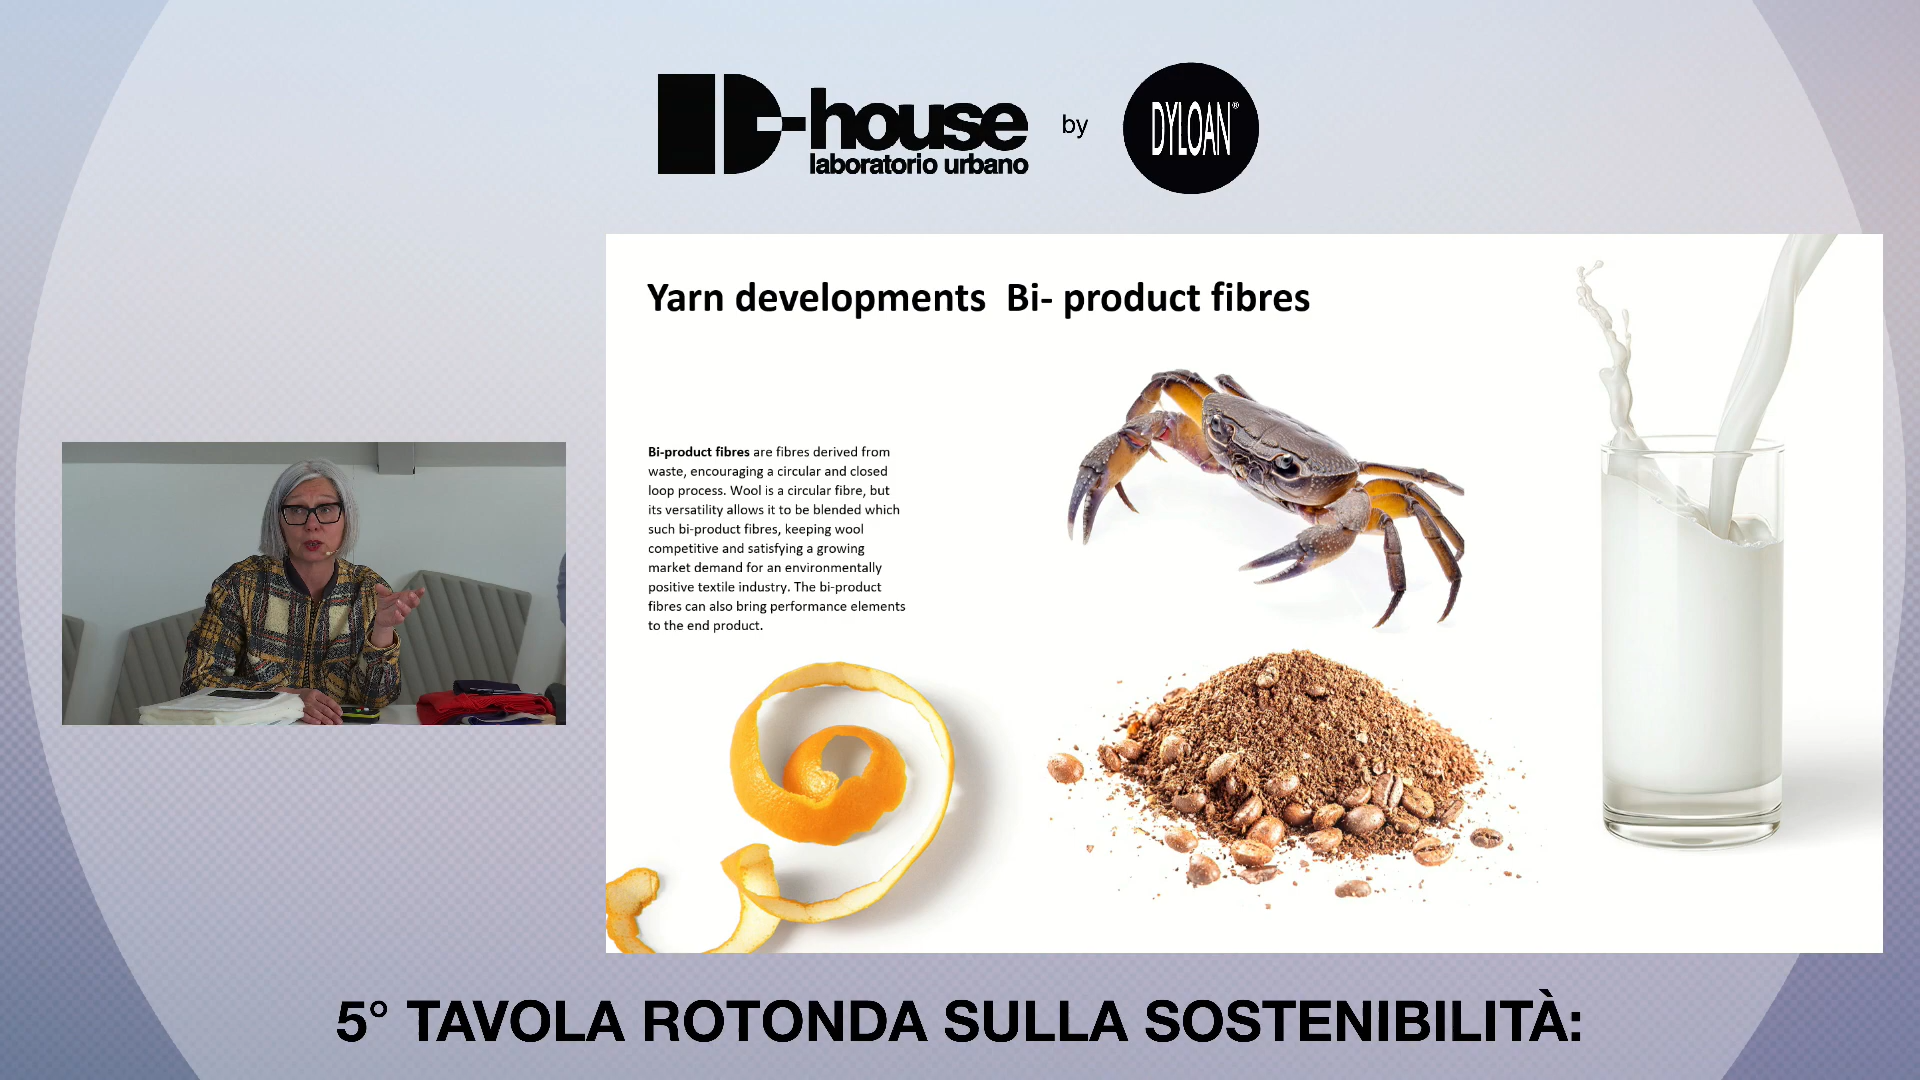 D-house
laboratorio urbano
by
DYLOAN®
Yarn developments  Bi- product fibres
Bi-product fibres are fibres derived from
waste, encouraging a circular and closed
loop process. Wool is a circular fibre, but
its versatility allows it to be blended which
such bi-product fibres, keeping wool
competitive and satisfying a growing
market demand for an environmentally
positive textile industry. The bi-product
fibres can also bring performance elements
to the end product.
5° TAVOLA ROTONDA SULLA SOSTENIBILITÀ: